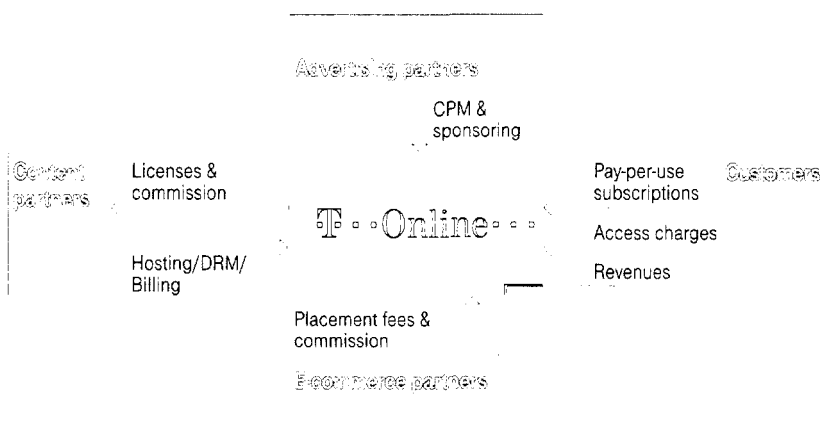 Advertising partners
CPM &
sponsoring
Content
partners
Licenses &
commission
Pay-per-use
subscriptions
Customers
T··Online···
Access charges
Hosting/DRM/
Billing
Revenues
Placement fees &
commission
E-commerce partners